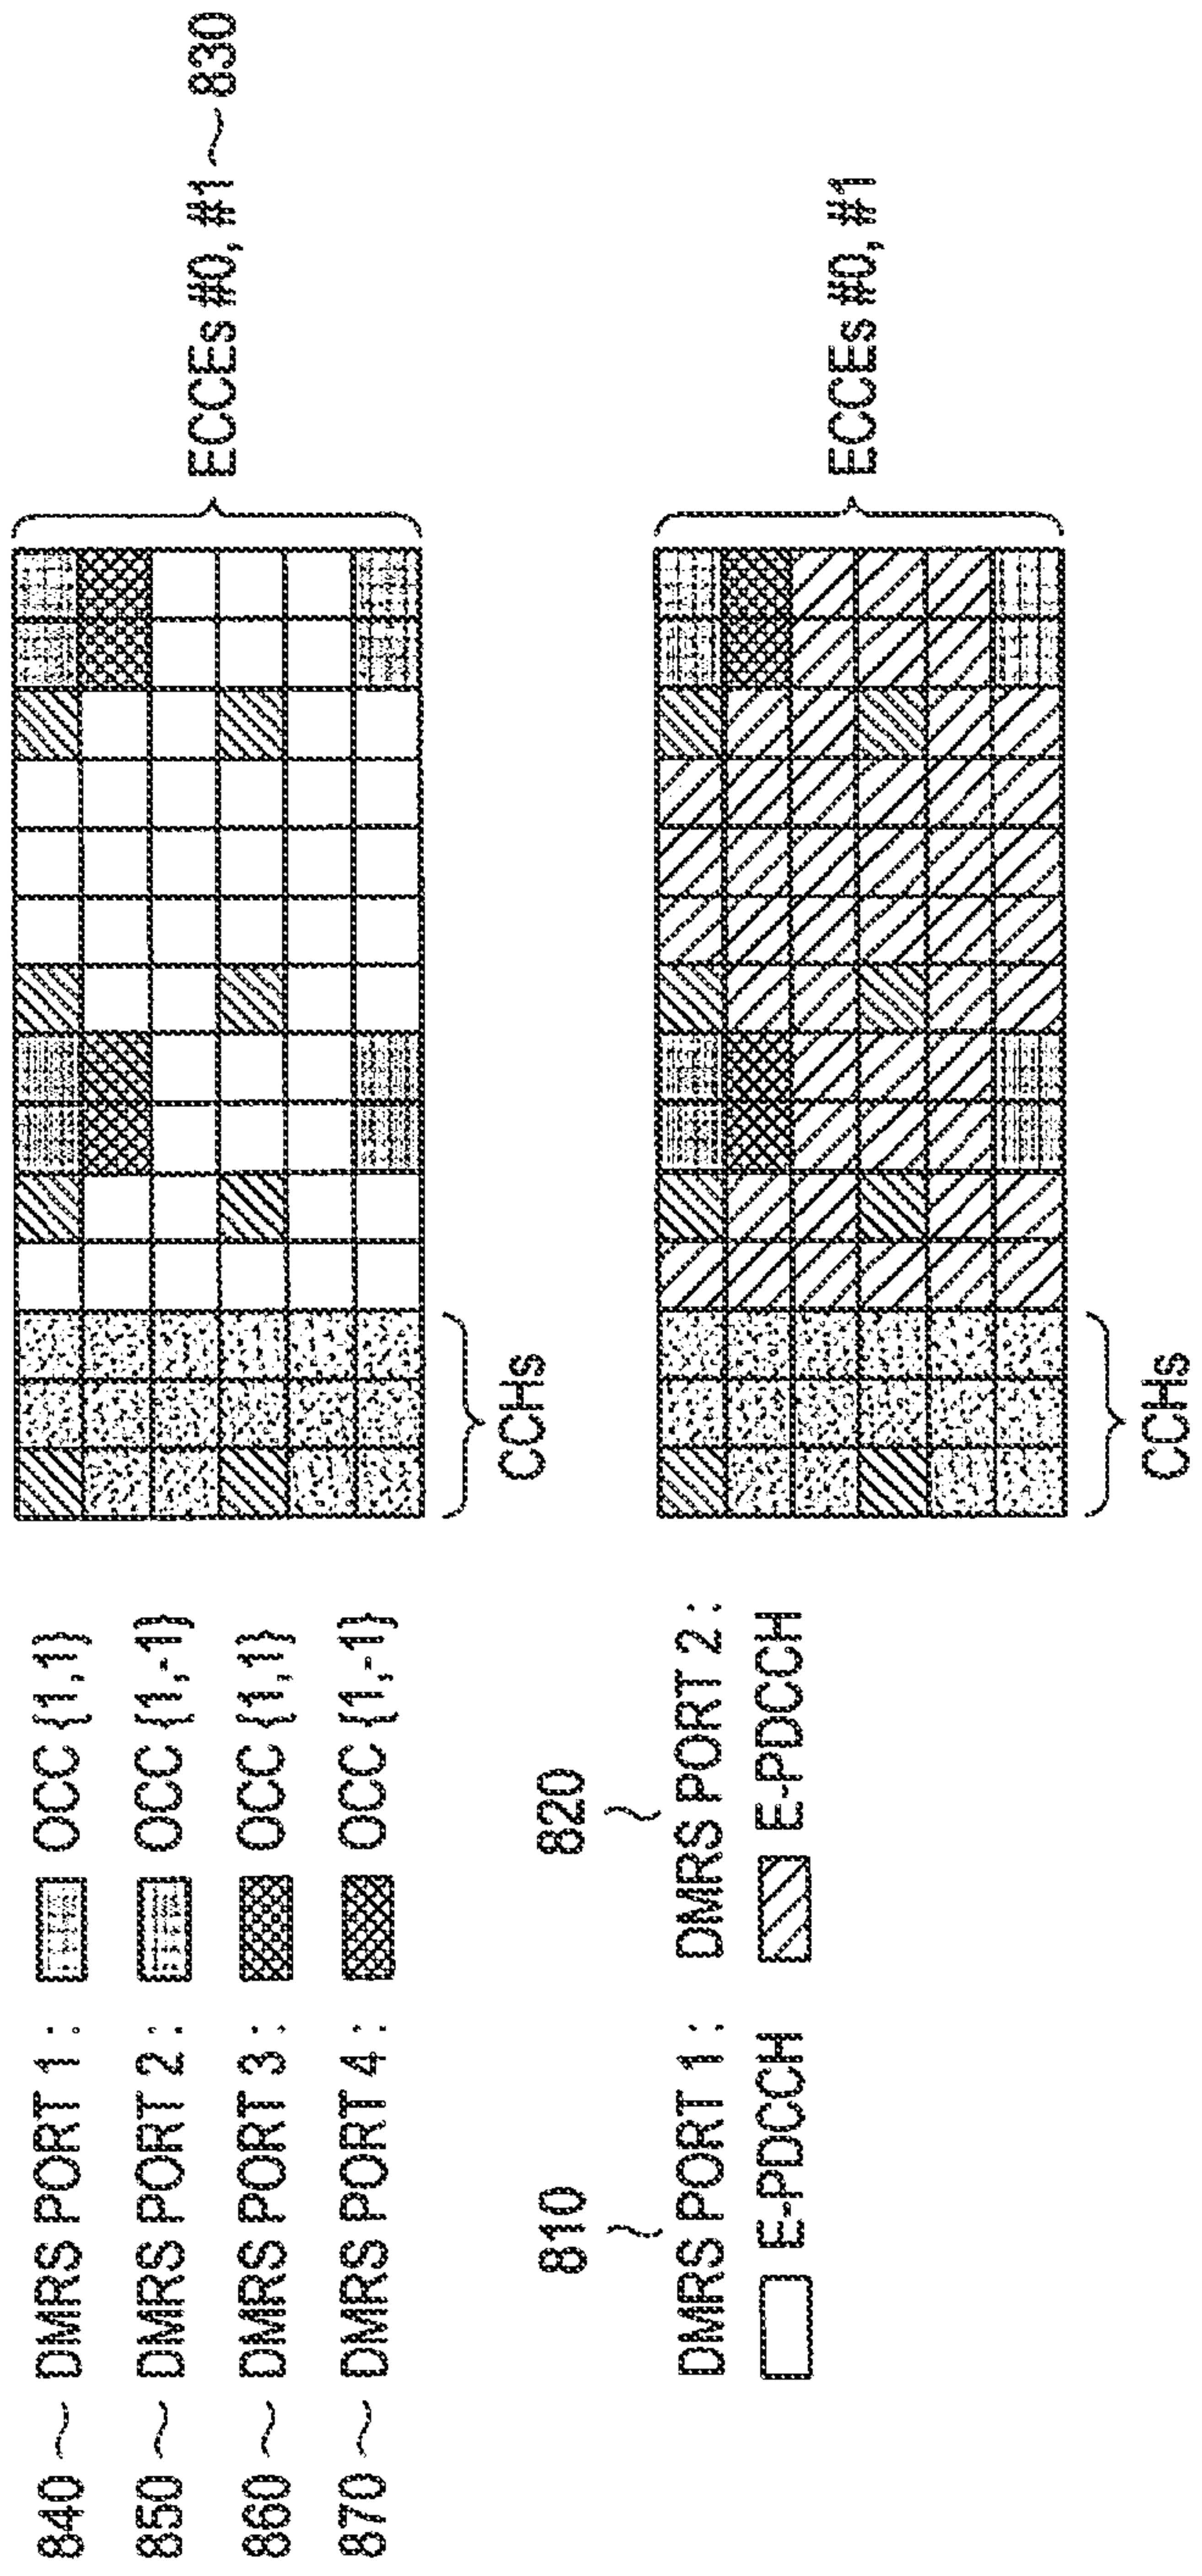 840 ~ DMRS PORT 1 : OCC {1,1}
850 ~ DMRS PORT 2 : OCC {1,-1}
860 ~ DMRS PORT 3 : OCC {1,1}
870 ~ DMRS PORT 4 : OCC {1,-1}
CCHs
ECCEs #0, #1 ~ 830
810
820
DMRS PORT 1 :
E-PDCCH
DMRS PORT 2 :
E-PDCCH
CCHs
ECCEs #0, #1